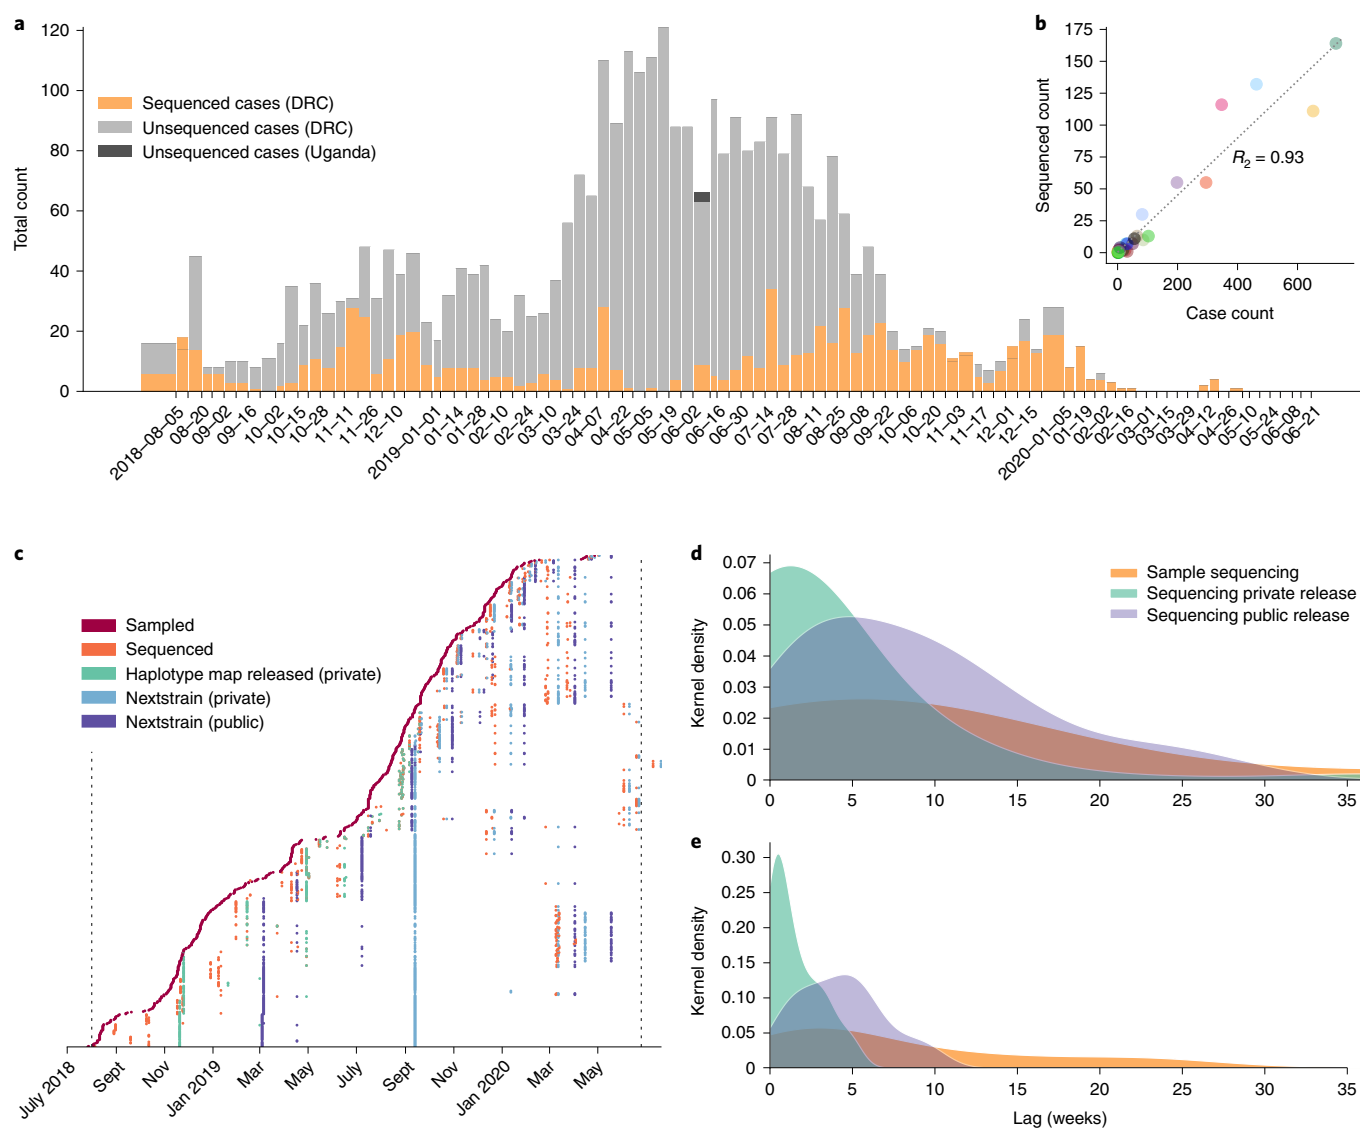 a
Total count
120
100
80
60
40
20
0
Sequenced cases (DRC)
Unsequenced cases (DRC)
Unsequenced cases (Uganda)
2018–08–05
08–20
09–02
09–16
10–02
10–15
10–28
11–11
11–26
12–10
2019–01–01
01–14
01–28
02–10
02–24
03–10
03–24
04–07
04–22
05–05
05–19
06–02
06–16
06–30
07–14
07–28
08–11
08–25
09–08
09–22
10–06
10–20
11–03
11–17
12–01
12–15
2020–01–05
01–19
02–02
02–16
03–01
03–15
03–29
04–12
04–26
05–10
05–24
06–08
06–21
b
Sequenced count
175
150
125
100
75
50
25
0
R2 = 0.93
0 200 400 600
Case count
c
Sampled
Sequenced
Haplotype map released (private)
Nextstrain (private)
Nextstrain (public)
July 2018
Sept
Nov
Jan 2019
Mar
May
July
Sept
Nov
Jan 2020
Mar
May
d
Kernel density
0.07
0.06
0.05
0.04
0.03
0.02
0.01
0
Sample sequencing
Sequencing private release
Sequencing public release
0 5 10 15 20 25 30 35
e
Kernel density
0.30
0.25
0.20
0.15
0.10
0.05
0
0 5 10 15 20 25 30 35
Lag (weeks)